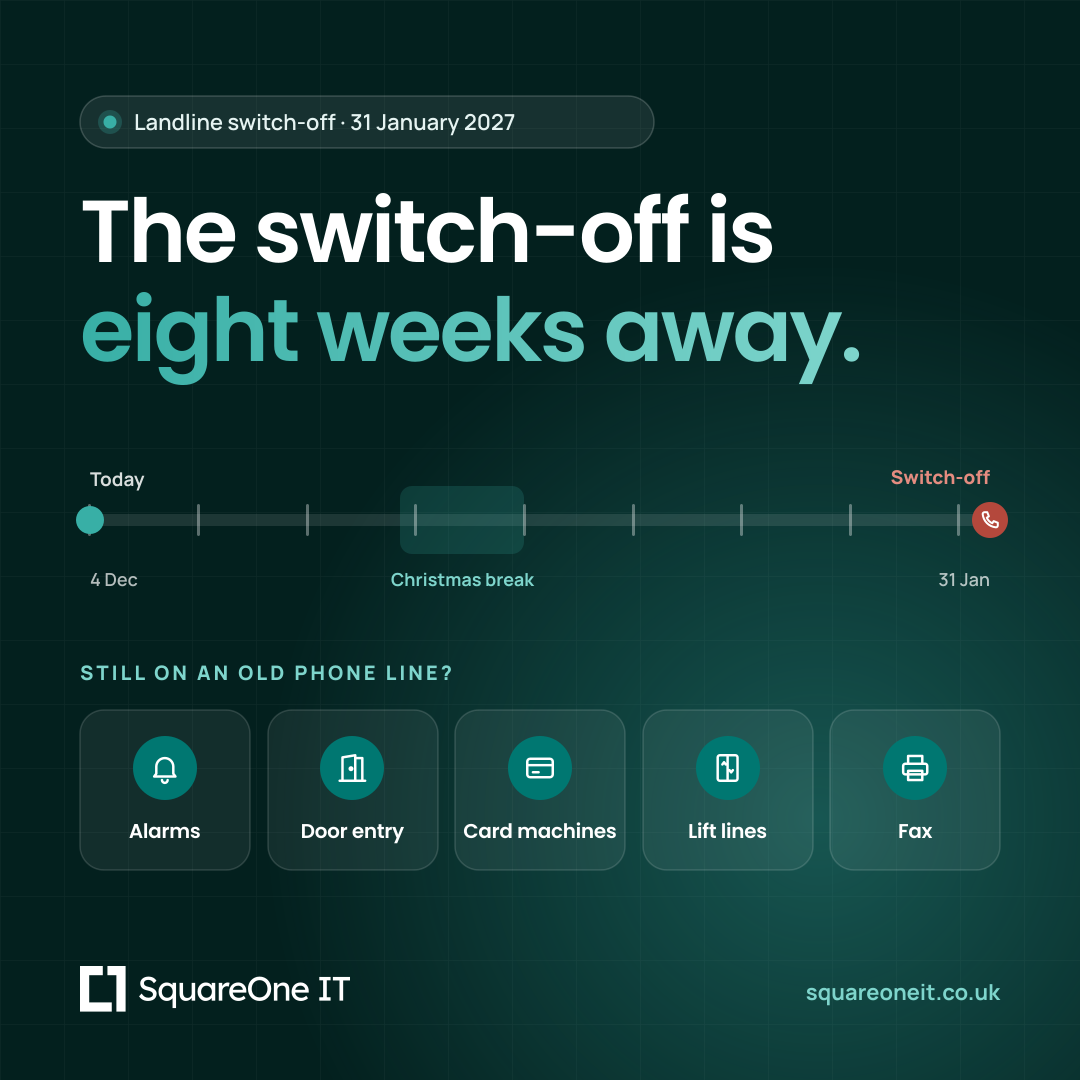 Landline switch-off · 31 January 2027
The switch-off is
eight weeks away.
Today
Switch-off
4 Dec
Christmas break
31 Jan
STILL ON AN OLD PHONE LINE?
Alarms
Door entry
Card machines
Lift lines
Fax
SquareOne IT
squareoneit.co.uk